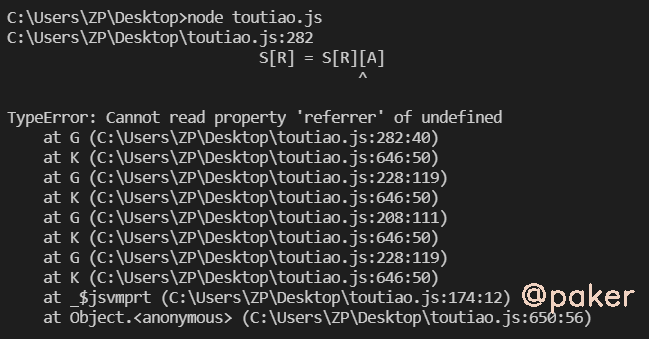 C:\Users\ZP\Desktop>node toutiao.js
C:\Users\ZP\Desktop\toutiao.js:282
S[R] = S[R][A]
^
TypeError: Cannot read property 'referrer' of undefined
at G (C:\Users\ZP\Desktop\toutiao.js:282:40)
at K (C:\Users\ZP\Desktop\toutiao.js:646:50)
at G (C:\Users\ZP\Desktop\toutiao.js:228:119)
at K (C:\Users\ZP\Desktop\toutiao.js:646:50)
at G (C:\Users\ZP\Desktop\toutiao.js:208:111)
at K (C:\Users\ZP\Desktop\toutiao.js:646:50)
at G (C:\Users\ZP\Desktop\toutiao.js:228:119)
at K (C:\Users\ZP\Desktop\toutiao.js:646:50)
at _$jsvmprt (C:\Users\ZP\Desktop\toutiao.js:174:12)
@paker
at Object.<anonymous> (C:\Users\ZP\Desktop\toutiao.js:650:56)